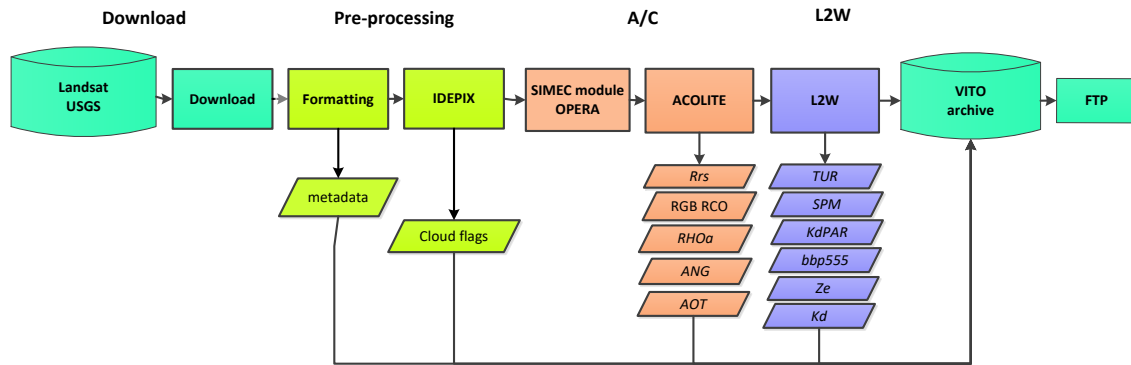 Download
Pre-processing
A/C
L2W
Landsat
USGS
Download
Formatting
IDEPIX
SIMEC module
OPERA
ACOLITE
L2W
VITO
archive
FTP
metadata
Cloud flags
Rrs
RGB RCO
RHOa
ANG
AOT
TUR
SPM
KdPAR
bbp555
Ze
Kd